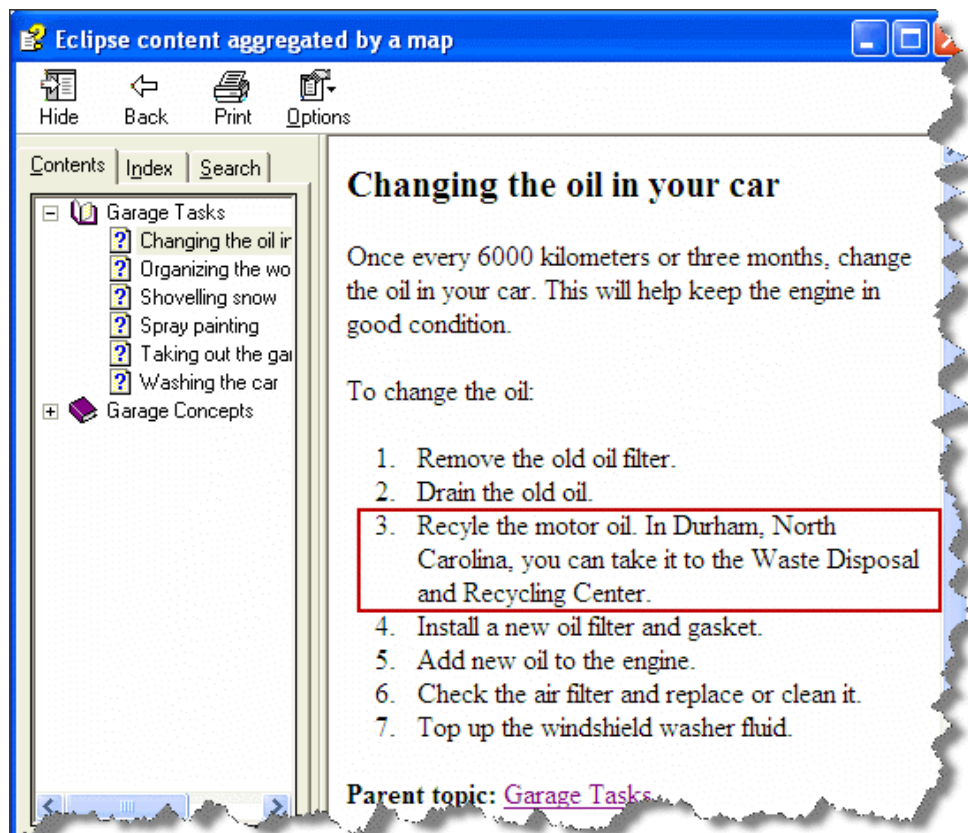 Eclipse content aggregated by a map
Hide Back Print Options
Contents Index Search
Garage Tasks
Changing the oil in
Organizing the wo
Shovelling snow
Spray painting
Taking out the gar
Washing the car
Garage Concepts
Changing the oil in your car
Once every 6000 kilometers or three months, change
the oil in your car. This will help keep the engine in
good condition.
To change the oil:
1. Remove the old oil filter.
2. Drain the old oil.
3. Recyle the motor oil. In Durham, North
Carolina, you can take it to the Waste Disposal
and Recycling Center.
4. Install a new oil filter and gasket.
5. Add new oil to the engine.
6. Check the air filter and replace or clean it.
7. Top up the windshield washer fluid.
Parent topic: Garage Tasks